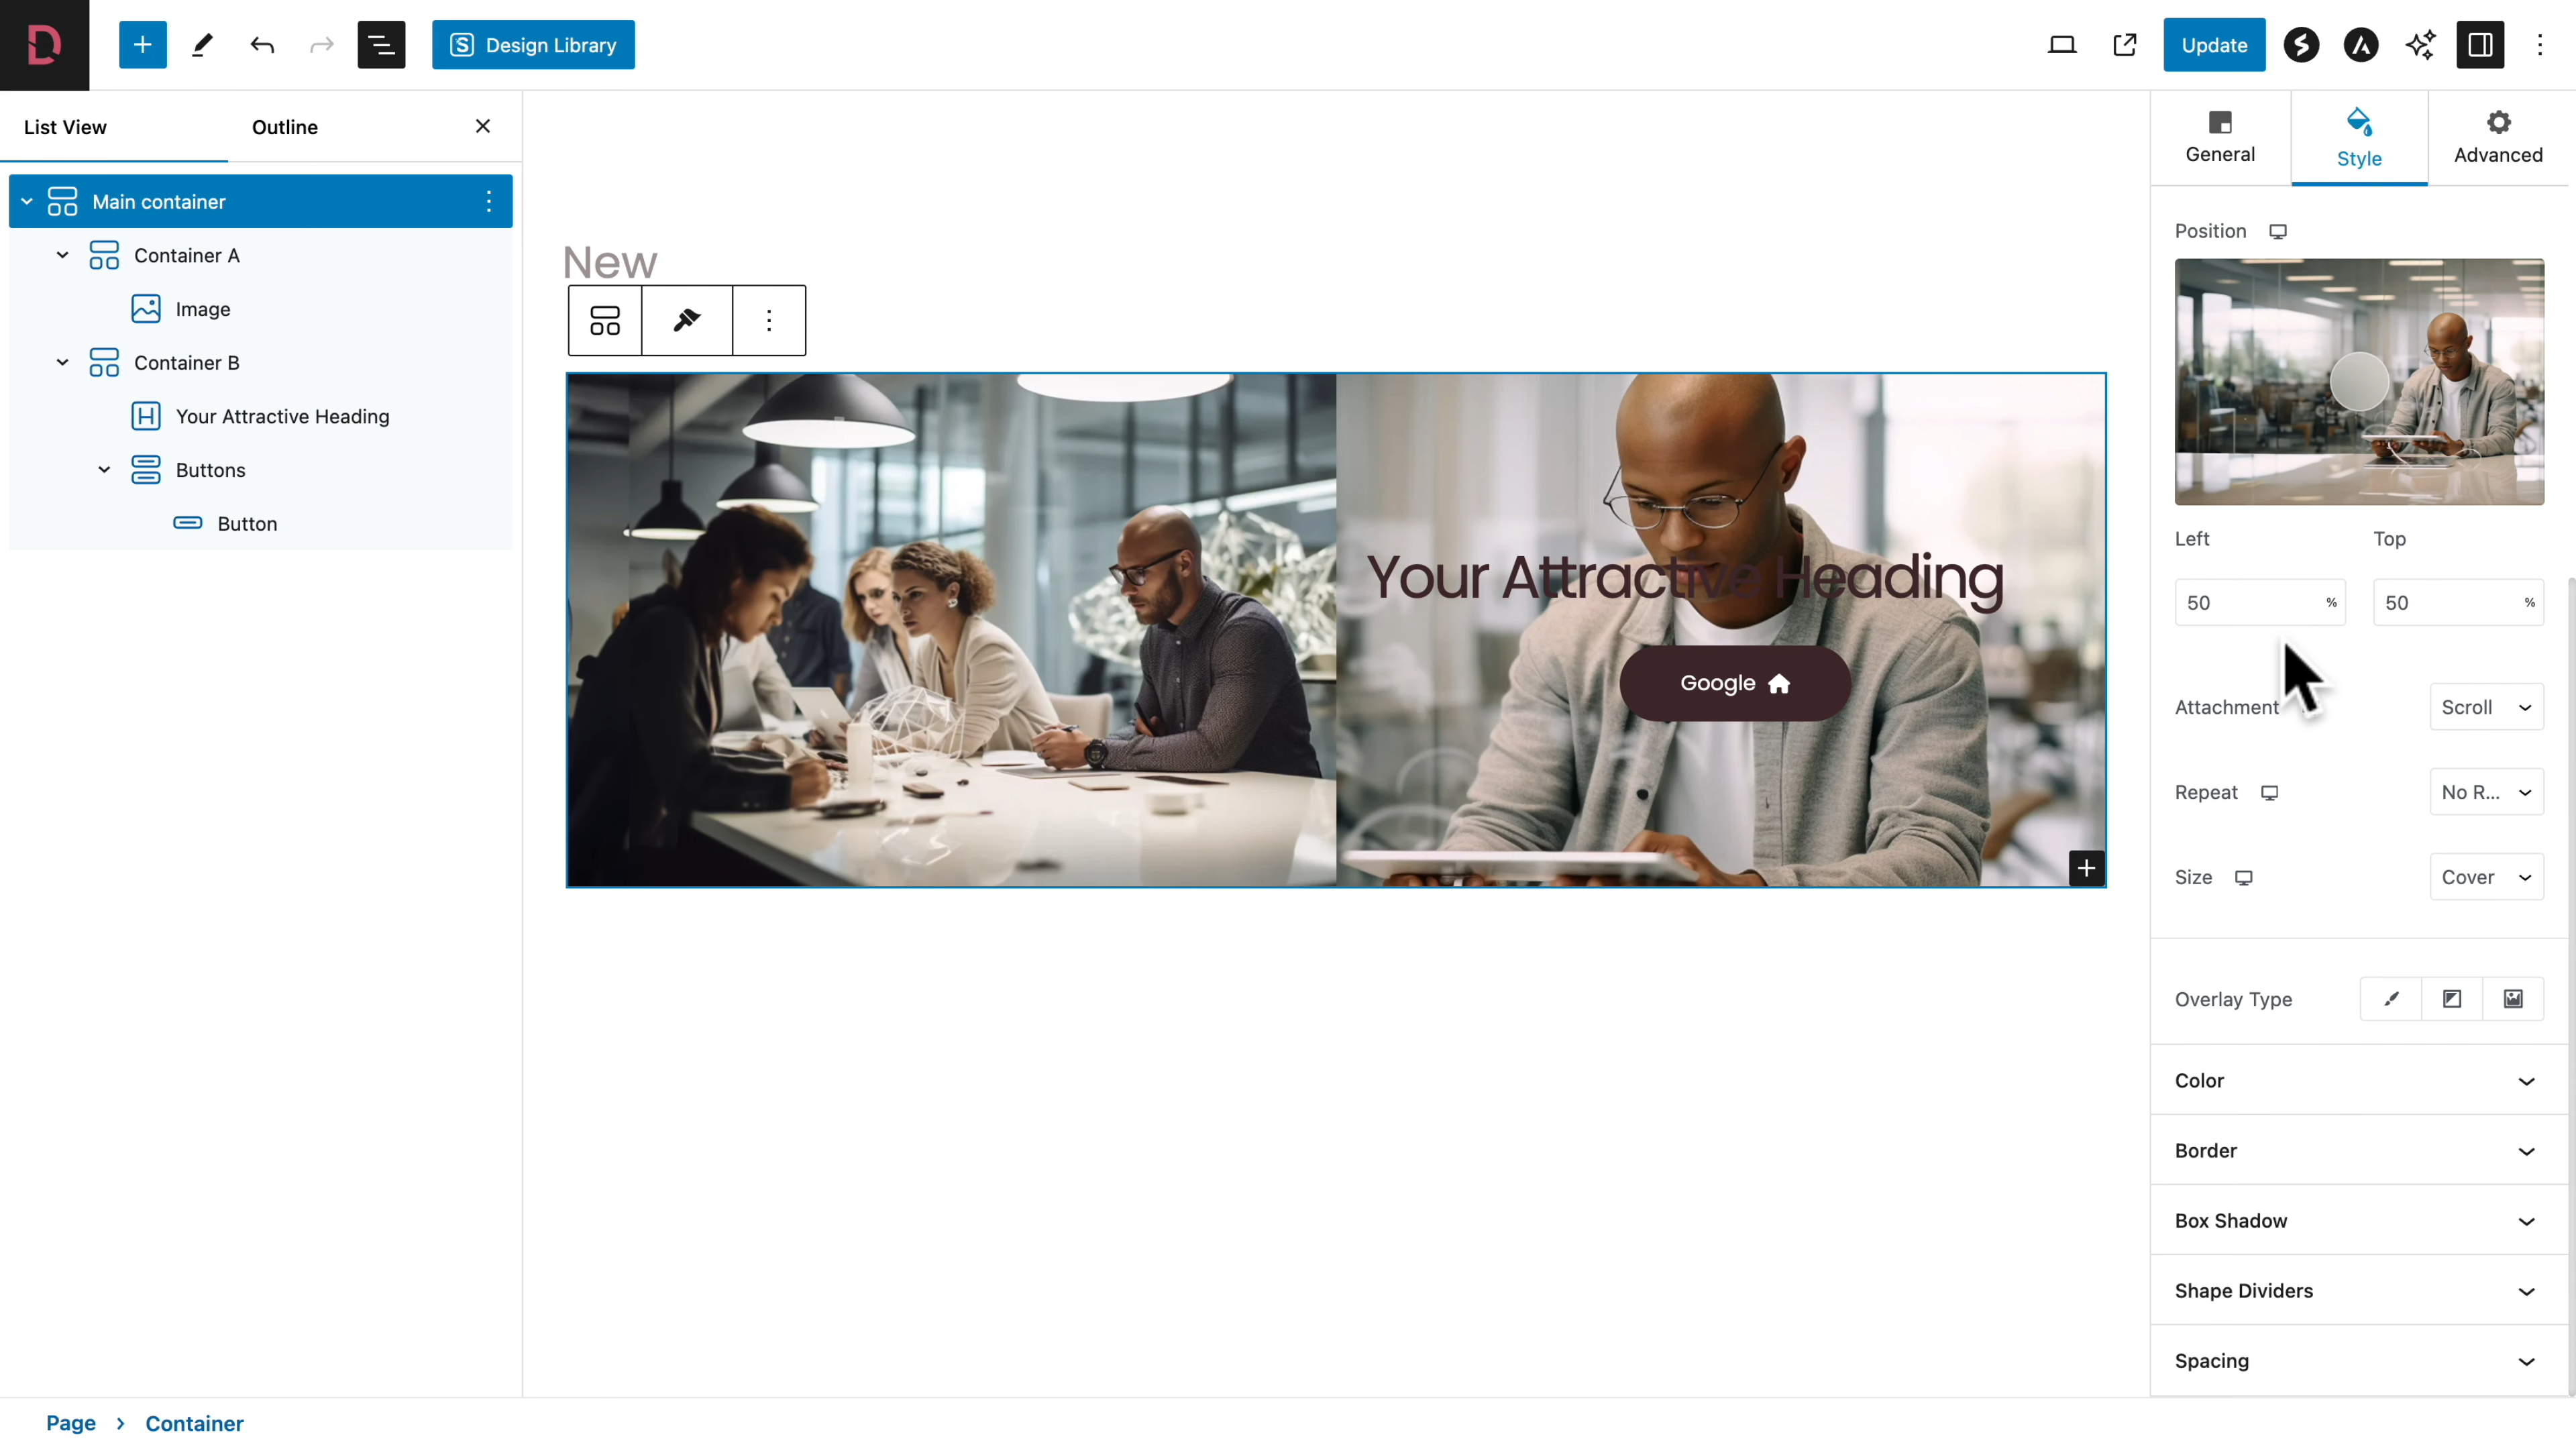 Design Library
Update
List View
Outline
General
Style
Advanced
Main container
Container A
Image
Container B
Your Attractive Heading
Buttons
Button
New
Your Attractive Heading
Google
Position
Left
Top
50 %
50 %
Attachment
Scroll
Repeat
No R...
Size
Cover
Overlay Type
Color
Border
Box Shadow
Shape Dividers
Spacing
Page > Container